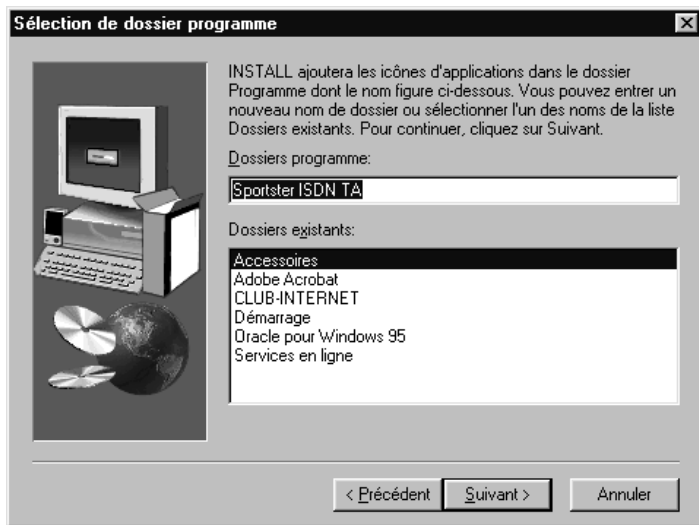 Sélection de dossier programme
INSTALL ajoutera les icônes d'applications dans le dossier
Programme dont le nom figure ci-dessous. Vous pouvez entrer un
nouveau nom de dossier ou sélectionner l'un des noms de la liste
Dossiers existants. Pour continuer, cliquez sur Suivant.
Dossiers programme:
Sportster ISDN TA
Dossiers existants:
Accessoires
Adobe Acrobat
CLUB-INTERNET
Démarrage
Oracle pour Windows 95
Services en ligne
< Précédent
Suivant >
Annuler